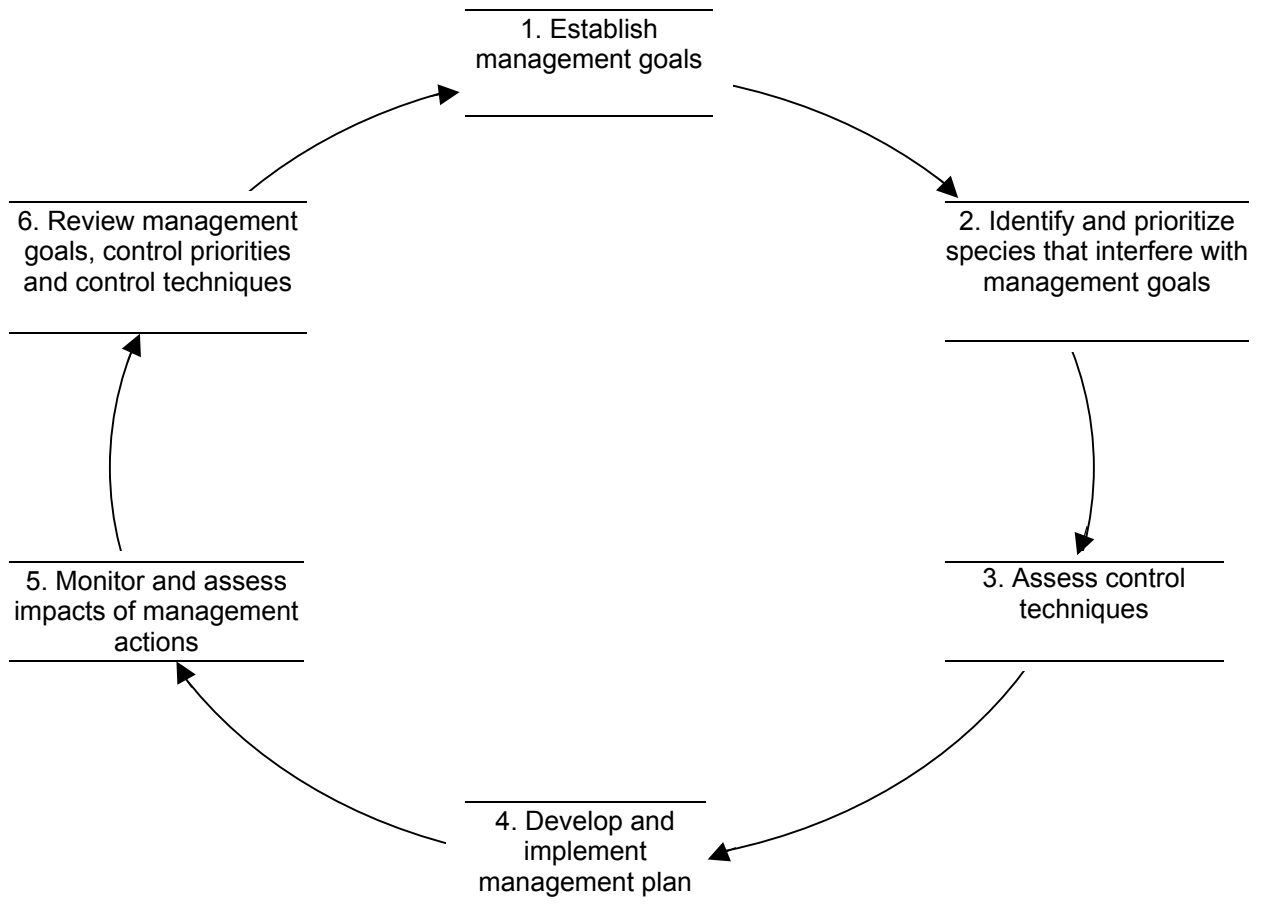 1. Establish
management goals
2. Identify and prioritize
species that interfere with
management goals
3. Assess control
techniques
4. Develop and
implement
management plan
5. Monitor and assess
impacts of management
actions
6. Review management
goals, control priorities
and control techniques